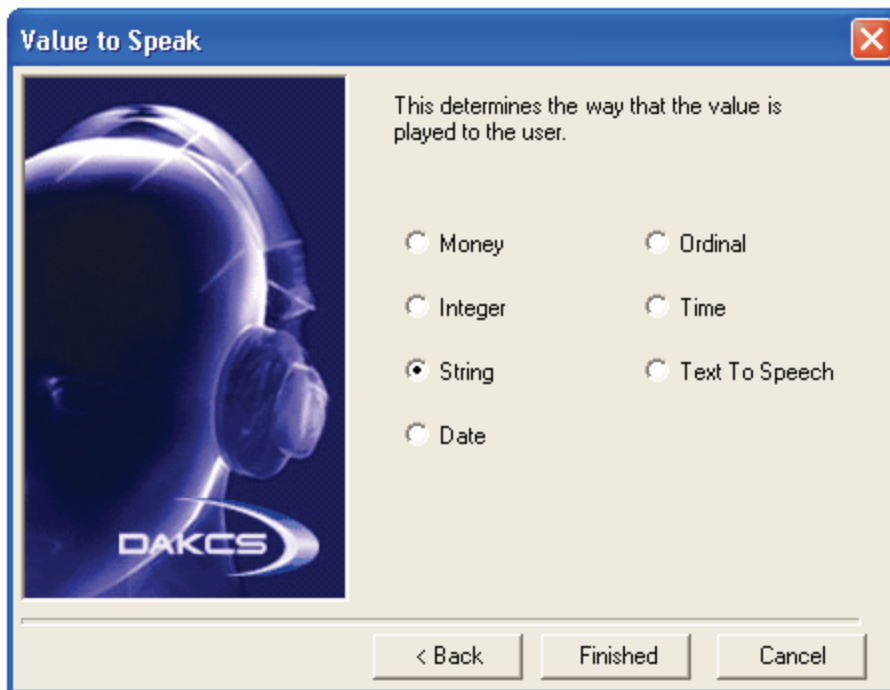 Value to Speak
This determines the way that the value is
played to the user.
Money
Ordinal
Integer
Time
String
Text To Speech
Date
DAKCS
< Back
Finished
Cancel